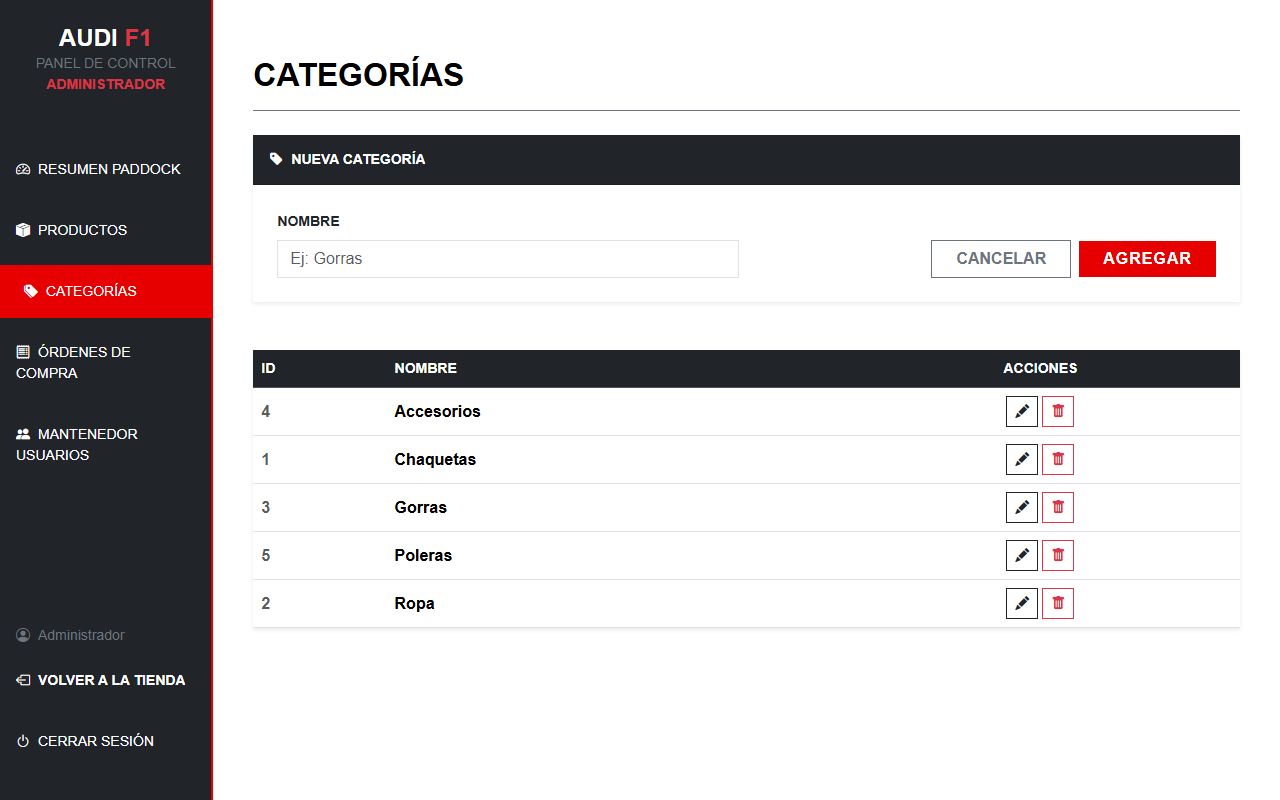 AUDI F1
PANEL DE CONTROL
ADMINISTRADOR
RESUMEN PADDOCK
PRODUCTOS
CATEGORÍAS
ÓRDENES DE
COMPRA
MANTENEDOR
USUARIOS
Administrador
VOLVER A LA TIENDA
CERRAR SESIÓN
CATEGORÍAS
NUEVA CATEGORÍA
NOMBRE
Ej: Gorras
CANCELAR AGREGAR
ID NOMBRE ACCIONES
4 Accesorios
1 Chaquetas
3 Gorras
5 Poleras
2 Ropa